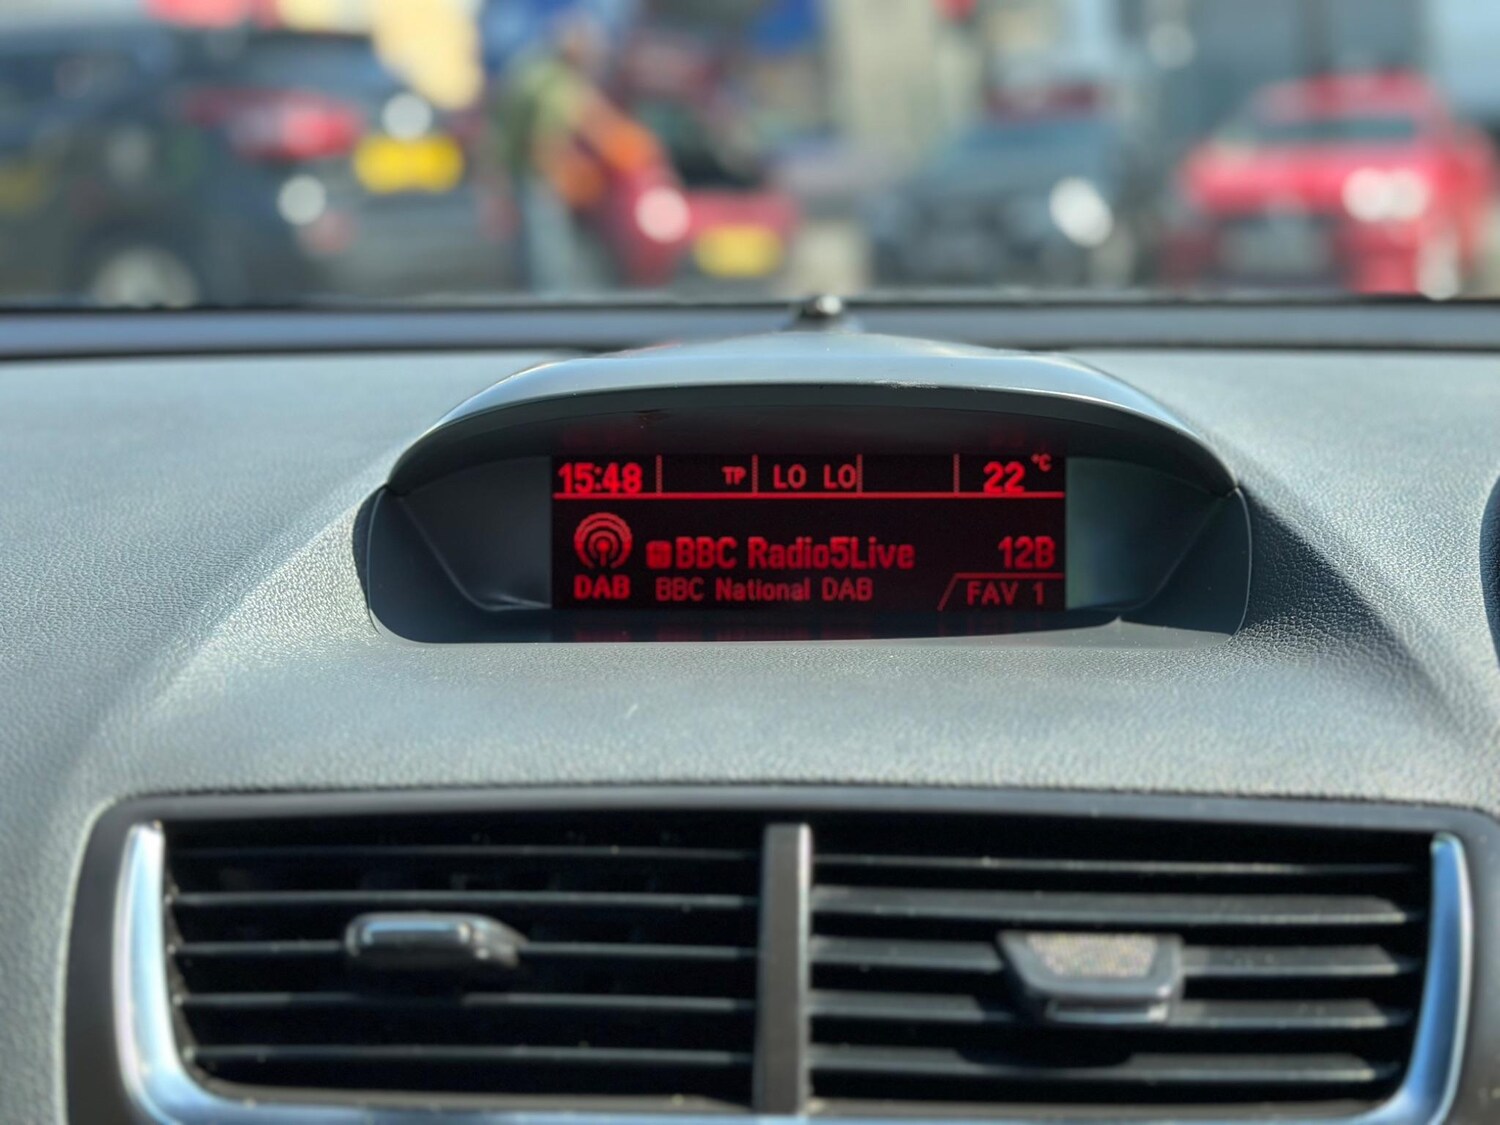 15:48 TP LO LO 22 °C
BBC Radio5Live 12B
DAB BBC National DAB FAV 1